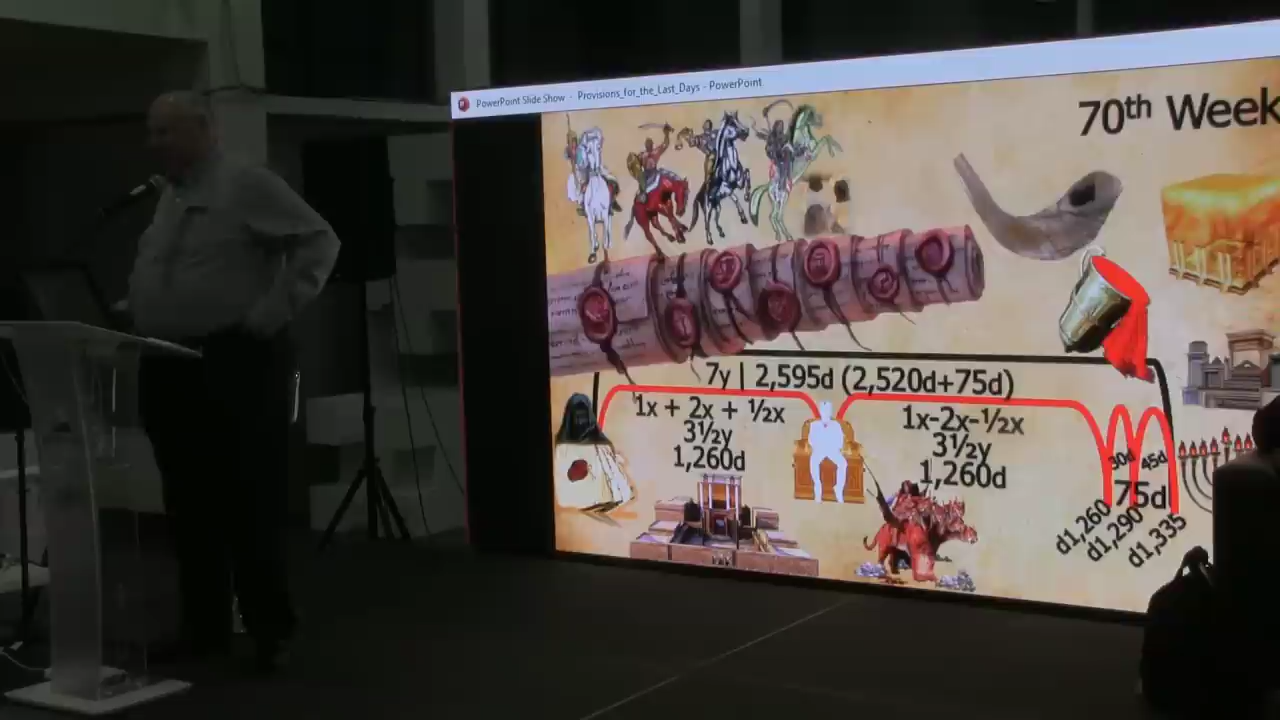 PowerPoint Slide Show - Provisions_for_the_Last_Days - PowerPoint
70th Week
7y | 2,595d (2,520d+75d)
1x + 2x + ½x
3½y
1,260d
1x-2x-½x
3½y
1,260d
30d
45d
75d
d1,260
d1,290
d1,335